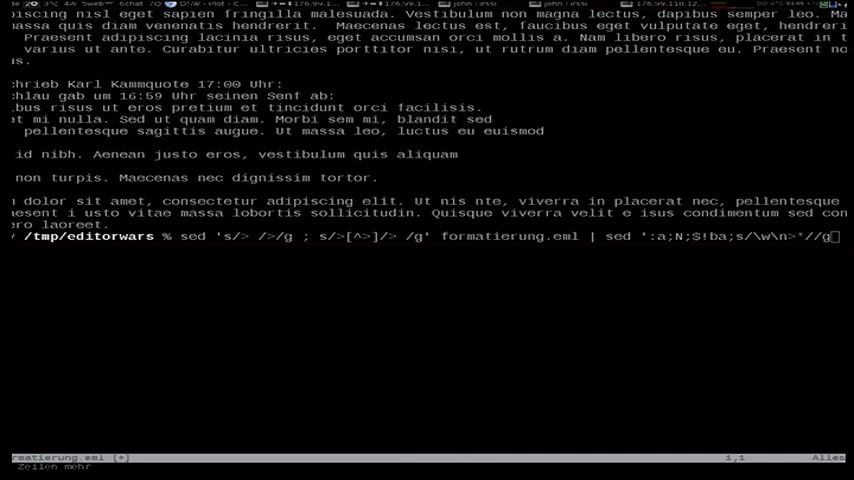 piscing nisl eget sapien fringilla malesuada. Vestibulum non magna lectus, dapibus semper leo. Ma
massa quis diam venenatis hendrerit.  Maecenas lectus est, faucibus eget vulputate eget, hendreri
Praesent adipiscing lacinia risus, eget accumsan orci mollis a. Nam libero risus, placerat in t
varius ut ante. Curabitur ultricies porttitor nisi, ut rutrum diam pellentesque eu. Praesent no
us.
chrieb Karl Kammquote 17:00 Uhr:
chlau gab um 16:59 Uhr seinen Senf ab:
ibus risus ut eros pretium et tincidunt orci facilisis.
et mi nulla. Sed ut quam diam. Morbi sem mi, blandit sed
pellentesque sagittis augue. Ut massa leo, luctus eu euismod
id nibh. Aenean justo eros, vestibulum quis aliquam
non turpis. Maecenas nec dignissim tortor.
m dolor sit amet, consectetur adipiscing elit. Ut nis nte, viverra in placerat nec, pellentesque
aesent i usto vitae massa lobortis sollicitudin. Quisque viverra velit e isus condimentum sed con
ero laoreet.
/tmp/editorwars % sed 's/> />/g ; s/>[^>]/> /g' formatierung.eml | sed ':a;N;$!ba;s/\w\n>*//g
rmatierung.eml [+] 1,1 Alles
Zeilen mehr